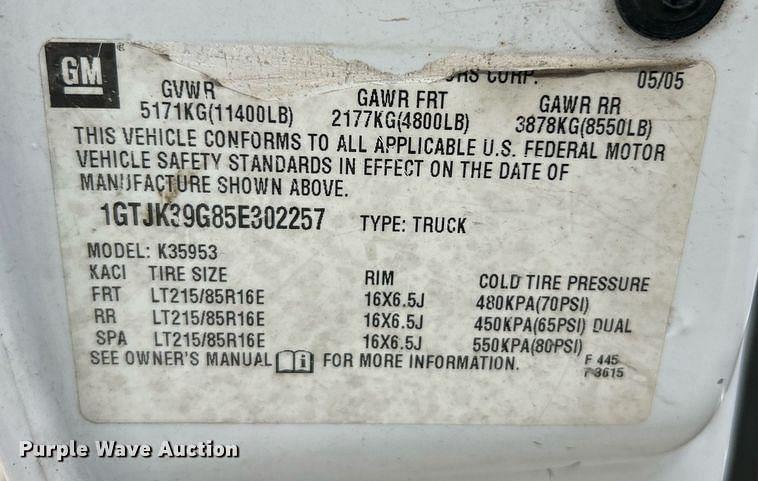 GM
CORP. 05/05
GVWR GAWR FRT GAWR RR
5171KG(11400LB) 2177KG(4800LB) 3878KG(8550LB)
THIS VEHICLE CONFORMS TO ALL APPLICABLE U.S. FEDERAL MOTOR
VEHICLE SAFETY STANDARDS IN EFFECT ON THE DATE OF
MANUFACTURE SHOWN ABOVE.
1GTJK39G85E302257 TYPE: TRUCK
MODEL: K35953
KACI TIRE SIZE RIM COLD TIRE PRESSURE
FRT LT215/85R16E 16X6.5J 480KPA(70PSI)
RR LT215/85R16E 16X6.5J 450KPA(65PSI) DUAL
SPA LT215/85R16E 16X6.5J 550KPA(80PSI)
SEE OWNER'S MANUAL FOR MORE INFORMATION.
F 445
3615
Purple Wave Auction